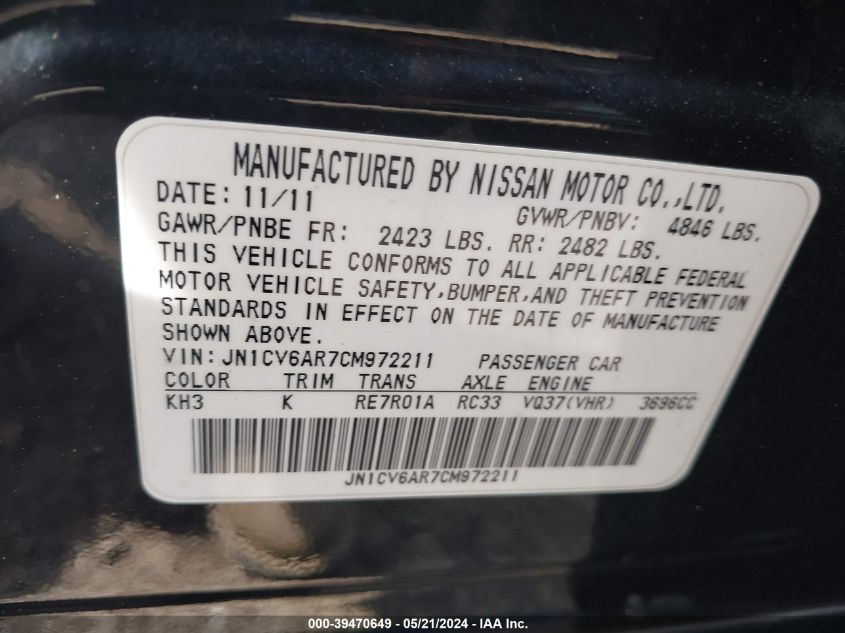 MANUFACTURED BY NISSAN MOTOR CO.,LTD.
DATE: 11/11 GVWR/PNBV: 4846 LBS.
GAWR/PNBE FR: 2423 LBS. RR: 2482 LBS.
THIS VEHICLE CONFORMS TO ALL APPLICABLE FEDERAL
MOTOR VEHICLE SAFETY,BUMPER,AND THEFT PREVENTION
STANDARDS IN EFFECT ON THE DATE OF MANUFACTURE
SHOWN ABOVE.
VIN:JN1CV6AR7CM972211 PASSENGER CAR
COLOR TRIM TRANS AXLE ENGINE
KH3 K RE7R01A RC33 VQ37(VHR) 3696CC
JN1CV6AR7CM972211
000-39470649 / 05/21/2024 - IAA Inc.